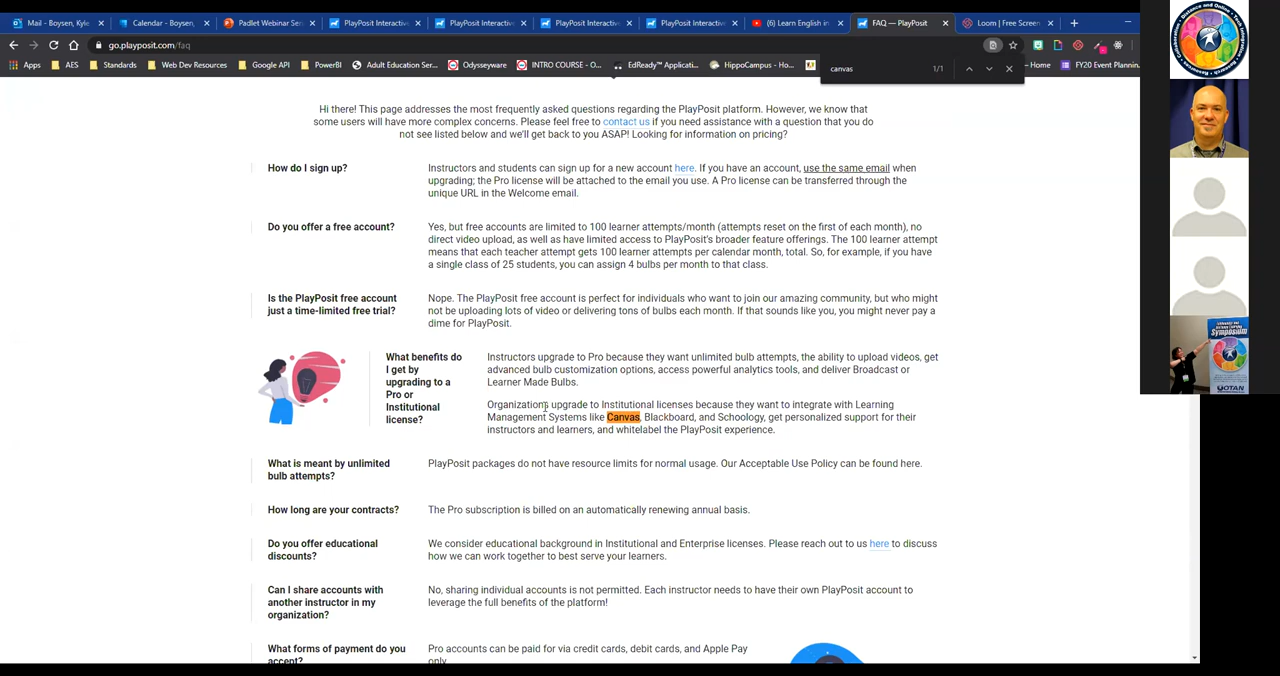 Mail - Boysen, Kyle
Calendar - Boysen,
Padlet Webinar Se
PlayPosit Interactiv
PlayPosit Interactiv
PlayPosit Interactiv
PlayPosit Interactiv
(6) Learn English in
FAQ — PlayPosit
Loom | Free Screen
go.playposit.com/faq
Apps
AES
Standards
Web Dev Resources
Google API
PowerBI
Adult Education Ser...
Odysseyware
INTRO COURSE - O...
EdReady™ Applicati...
HippoCampus - Ho...
Home
FY20 Event Plannin
canvas
1/1
Hi there! This page addresses the most frequently asked questions regarding the PlayPosit platform. However, we know that
some users will have more complex concerns. Please feel free to contact us if you need assistance with a question that you do
not see listed below and we'll get back to you ASAP! Looking for information on pricing?
How do I sign up?
Instructors and students can sign up for a new account here. If you have an account, use the same email when
upgrading; the Pro license will be attached to the email you use. A Pro license can be transferred through the
unique URL in the Welcome email.
Do you offer a free account?
Yes, but free accounts are limited to 100 learner attempts/month (attempts reset on the first of each month), no
direct video upload, as well as have limited access to PlayPosit's broader feature offerings. The 100 learner attempt
means that each teacher attempt gets 100 learner attempts per calendar month, total. So, for example, if you have
a single class of 25 students, you can assign 4 bulbs per month to that class.
Is the PlayPosit free account
just a time-limited free trial?
Nope. The PlayPosit free account is perfect for individuals who want to join our amazing community, but who might
not be uploading lots of video or delivering tons of bulbs each month. If that sounds like you, you might never pay a
dime for PlayPosit.
What benefits do
I get by
upgrading to a
Pro or
Institutional
license?
Instructors upgrade to Pro because they want unlimited bulb attempts, the ability to upload videos, get
advanced bulb customization options, access powerful analytics tools, and deliver Broadcast or
Learner Made Bulbs.
Organizations upgrade to Institutional licenses because they want to integrate with Learning
Management Systems like Canvas, Blackboard, and Schoology, get personalized support for their
instructors and learners, and whitelabel the PlayPosit experience.
What is meant by unlimited
bulb attempts?
PlayPosit packages do not have resource limits for normal usage. Our Acceptable Use Policy can be found here.
How long are your contracts?
The Pro subscription is billed on an automatically renewing annual basis.
Do you offer educational
discounts?
We consider educational background in Institutional and Enterprise licenses. Please reach out to us here to discuss
how we can work together to best serve your learners.
Can I share accounts with
another instructor in my
organization?
No, sharing individual accounts is not permitted. Each instructor needs to have their own PlayPosit account to
leverage the full benefits of the platform!
What forms of payment do you
accept?
Pro accounts can be paid for via credit cards, debit cards, and Apple Pay
only.
Symposium
OTAN